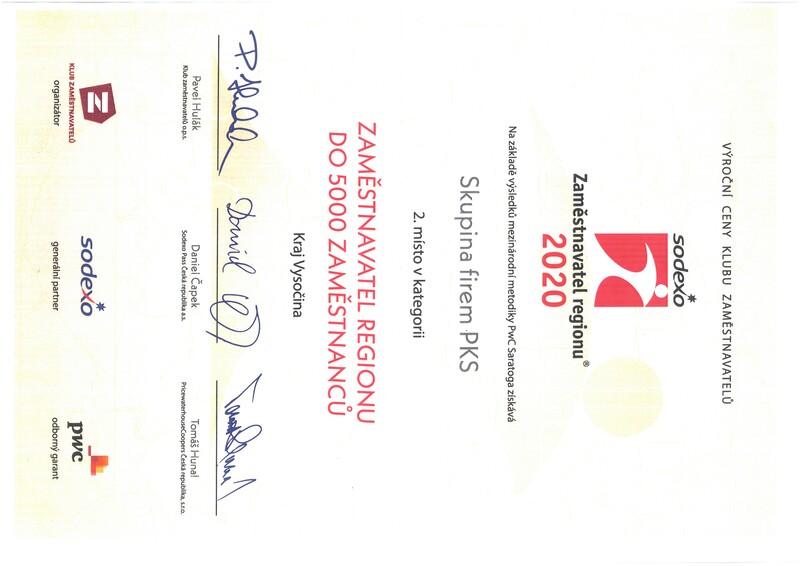 VÝROČNÍ CENY KLUBU ZAMĚSTNAVATELŮ
sodexo
Zaměstnavatel regionu®
2020
Na základě výsledků mezinárodní metodiky PwC Saratoga získává
Skupina firem PKS
2. místo v kategorii
ZAMĚSTNAVATEL REGIONU
DO 5000 ZAMĚSTNANCŮ
Kraj Vysočina
Pavel Hulák
Klub zaměstnavatelů o.p.s.
Daniel Čapek
Sodexo Pass Česká republika a.s.
Tomáš Hunal
PricewaterhouseCoopers Česká republika, s.r.o.
KLUB ZAMĚSTNAVATELŮ
organizátor
sodexo
generální partner
pwc
odborný garant